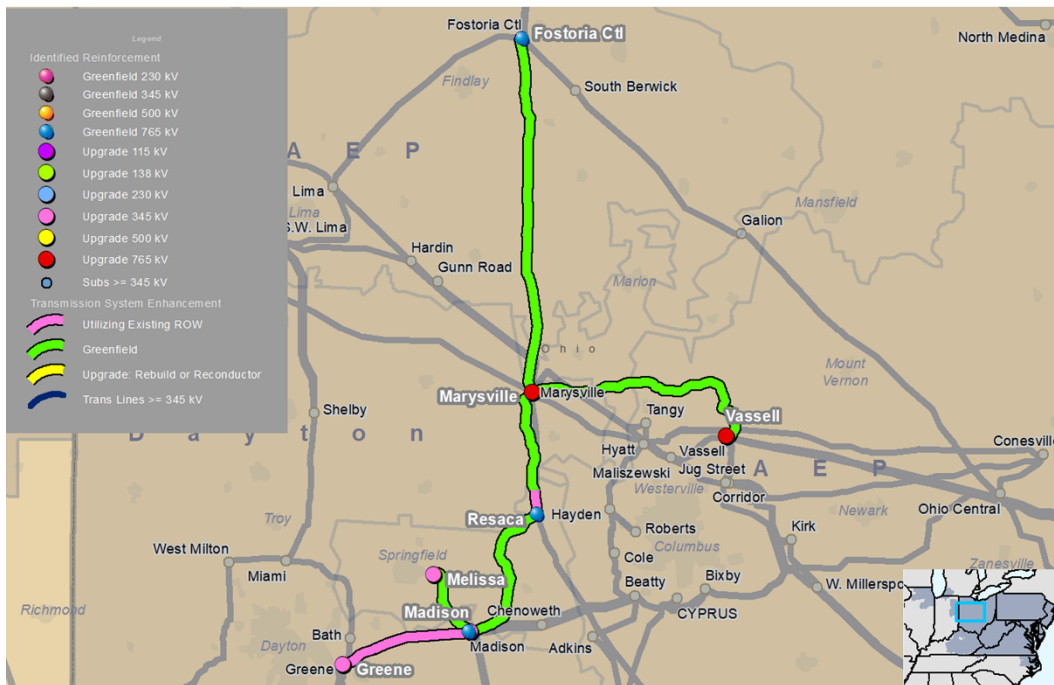 Legend
Identified Reinforcement
Greenfield 230 kV
Greenfield 345 kV
Greenfield 500 kV
Greenfield 765 kV
Upgrade 115 kV
Upgrade 138 kV
Upgrade 230 kV
Upgrade 345 kV
Upgrade 500 kV
Upgrade 765 kV
Subs >= 345 kV
Transmission System Enhancement
Utilizing Existing ROW
Greenfield
Upgrade: Rebuild or Reconductor
Trans Lines >= 345 kV
Fostoria Ctl
Fostoria Ctl
North Medina
Findlay
South Berwick
A E P
Lima
Lima
S.W. Lima
Mansfield
Galion
Hardin
Gunn Road
Marion
Ohio
Mount
Vernon
Marysville
Marysville
Shelby
Tangy
Vassell
Dayton
Hyatt
Vassell
Conesville
Maliszewski
Jug Street
A E P
Westerville
Corridor
Ohio Central
Resaca
Hayden
Newark
Troy
Roberts
Kirk
Columbus
West Milton
Springfield
Cole
Zanesville
Miami
Melissa
Beatty
Bixby
W. Millersp
Richmond
Madison
Chenoweth
CYPRUS
Bath
Madison
Adkins
Dayton
Greene
Greene